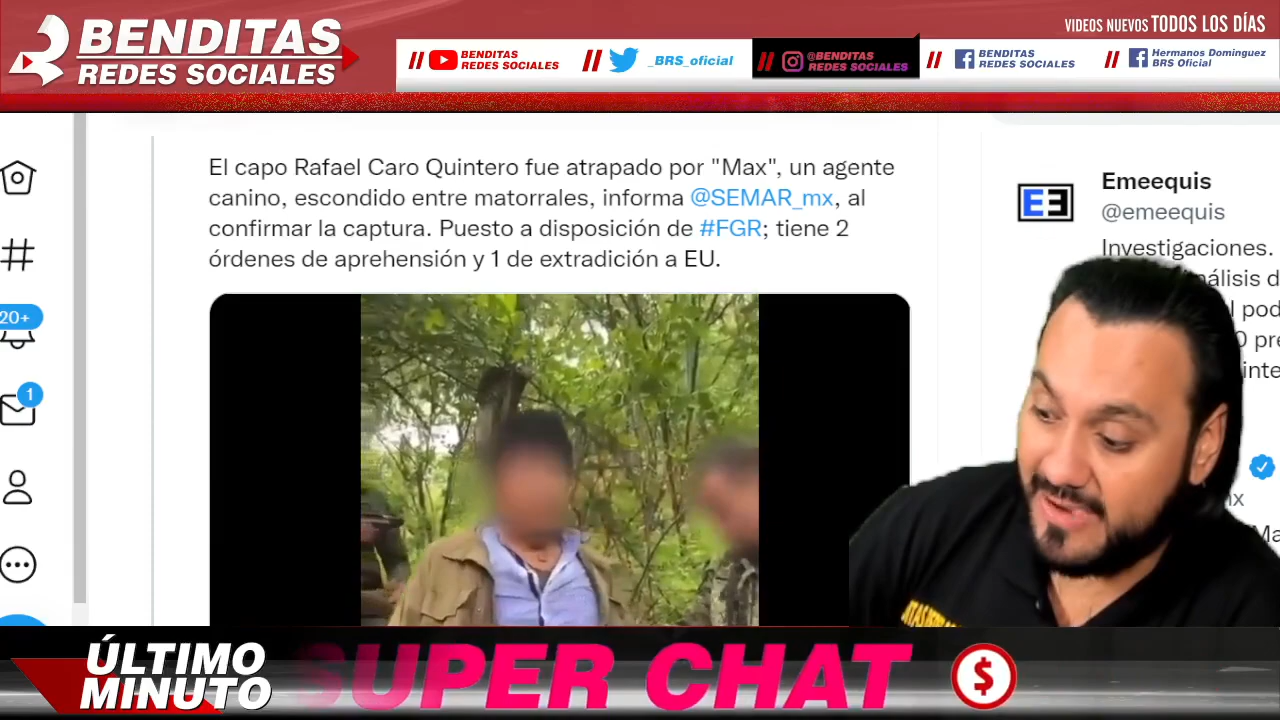 BENDITAS
REDES SOCIALES
VIDEOS NUEVOS TODOS LOS DÍAS
// BENDITAS
REDES SOCIALES
// _BRS_oficial
// @BENDITAS
REDES SOCIALES
// BENDITAS
REDES SOCIALES
// Hermanos Dominguez
BRS Oficial
El capo Rafael Caro Quintero fue atrapado por "Max", un agente
canino, escondido entre matorrales, informa @SEMAR_mx, al
confirmar la captura. Puesto a disposición de #FGR; tiene 2
órdenes de aprehensión y 1 de extradición a EU.
20+
1
EE
Emeequis
@emeequis
Investigaciones.
ÚLTIMO
MINUTO
SUPER CHAT
$